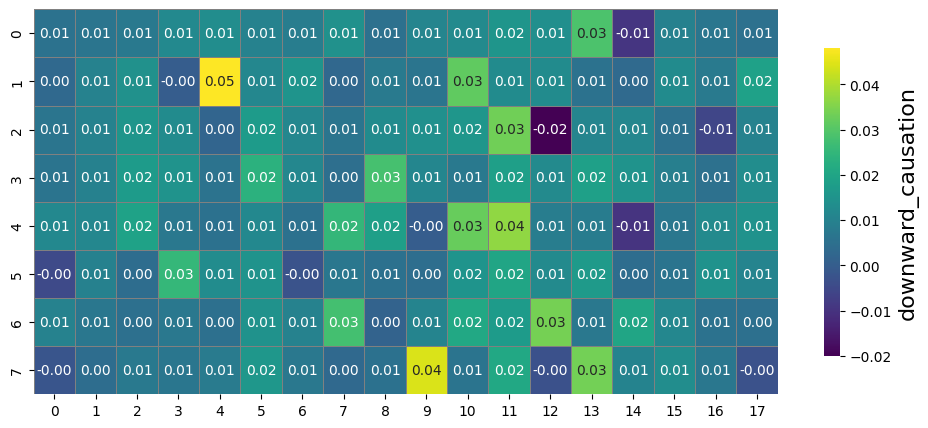 0 0.01 0.01 0.01 0.01 0.01 0.01 0.01 0.01 0.01 0.01 0.01 0.02 0.01 0.03 -0.01 0.01 0.01 0.01
1 0.00 0.01 0.01 -0.00 0.05 0.01 0.02 0.00 0.01 0.01 0.03 0.01 0.01 0.01 0.00 0.01 0.01 0.02
2 0.01 0.01 0.02 0.01 0.00 0.02 0.01 0.01 0.01 0.01 0.02 0.03 -0.02 0.01 0.01 0.01 -0.01 0.01
3 0.01 0.01 0.02 0.01 0.01 0.02 0.01 0.00 0.03 0.01 0.01 0.02 0.01 0.02 0.01 0.01 0.01 0.01
4 0.01 0.01 0.02 0.01 0.01 0.01 0.01 0.02 0.02 -0.00 0.03 0.04 0.01 0.01 -0.01 0.01 0.01 0.01
5 -0.00 0.01 0.00 0.03 0.01 0.01 -0.00 0.01 0.01 0.00 0.02 0.02 0.01 0.02 0.00 0.01 0.01 0.01
6 0.01 0.01 0.00 0.01 0.00 0.01 0.01 0.03 0.00 0.01 0.02 0.02 0.03 0.01 0.02 0.01 0.01 0.00
7 -0.00 0.00 0.01 0.01 0.01 0.02 0.01 0.00 0.01 0.04 0.01 0.02 -0.00 0.03 0.01 0.01 0.01 -0.00
0 1 2 3 4 5 6 7 8 9 10 11 12 13 14 15 16 17
0.04
0.03
0.02
0.01
0.00
−0.01
−0.02
downward_causation